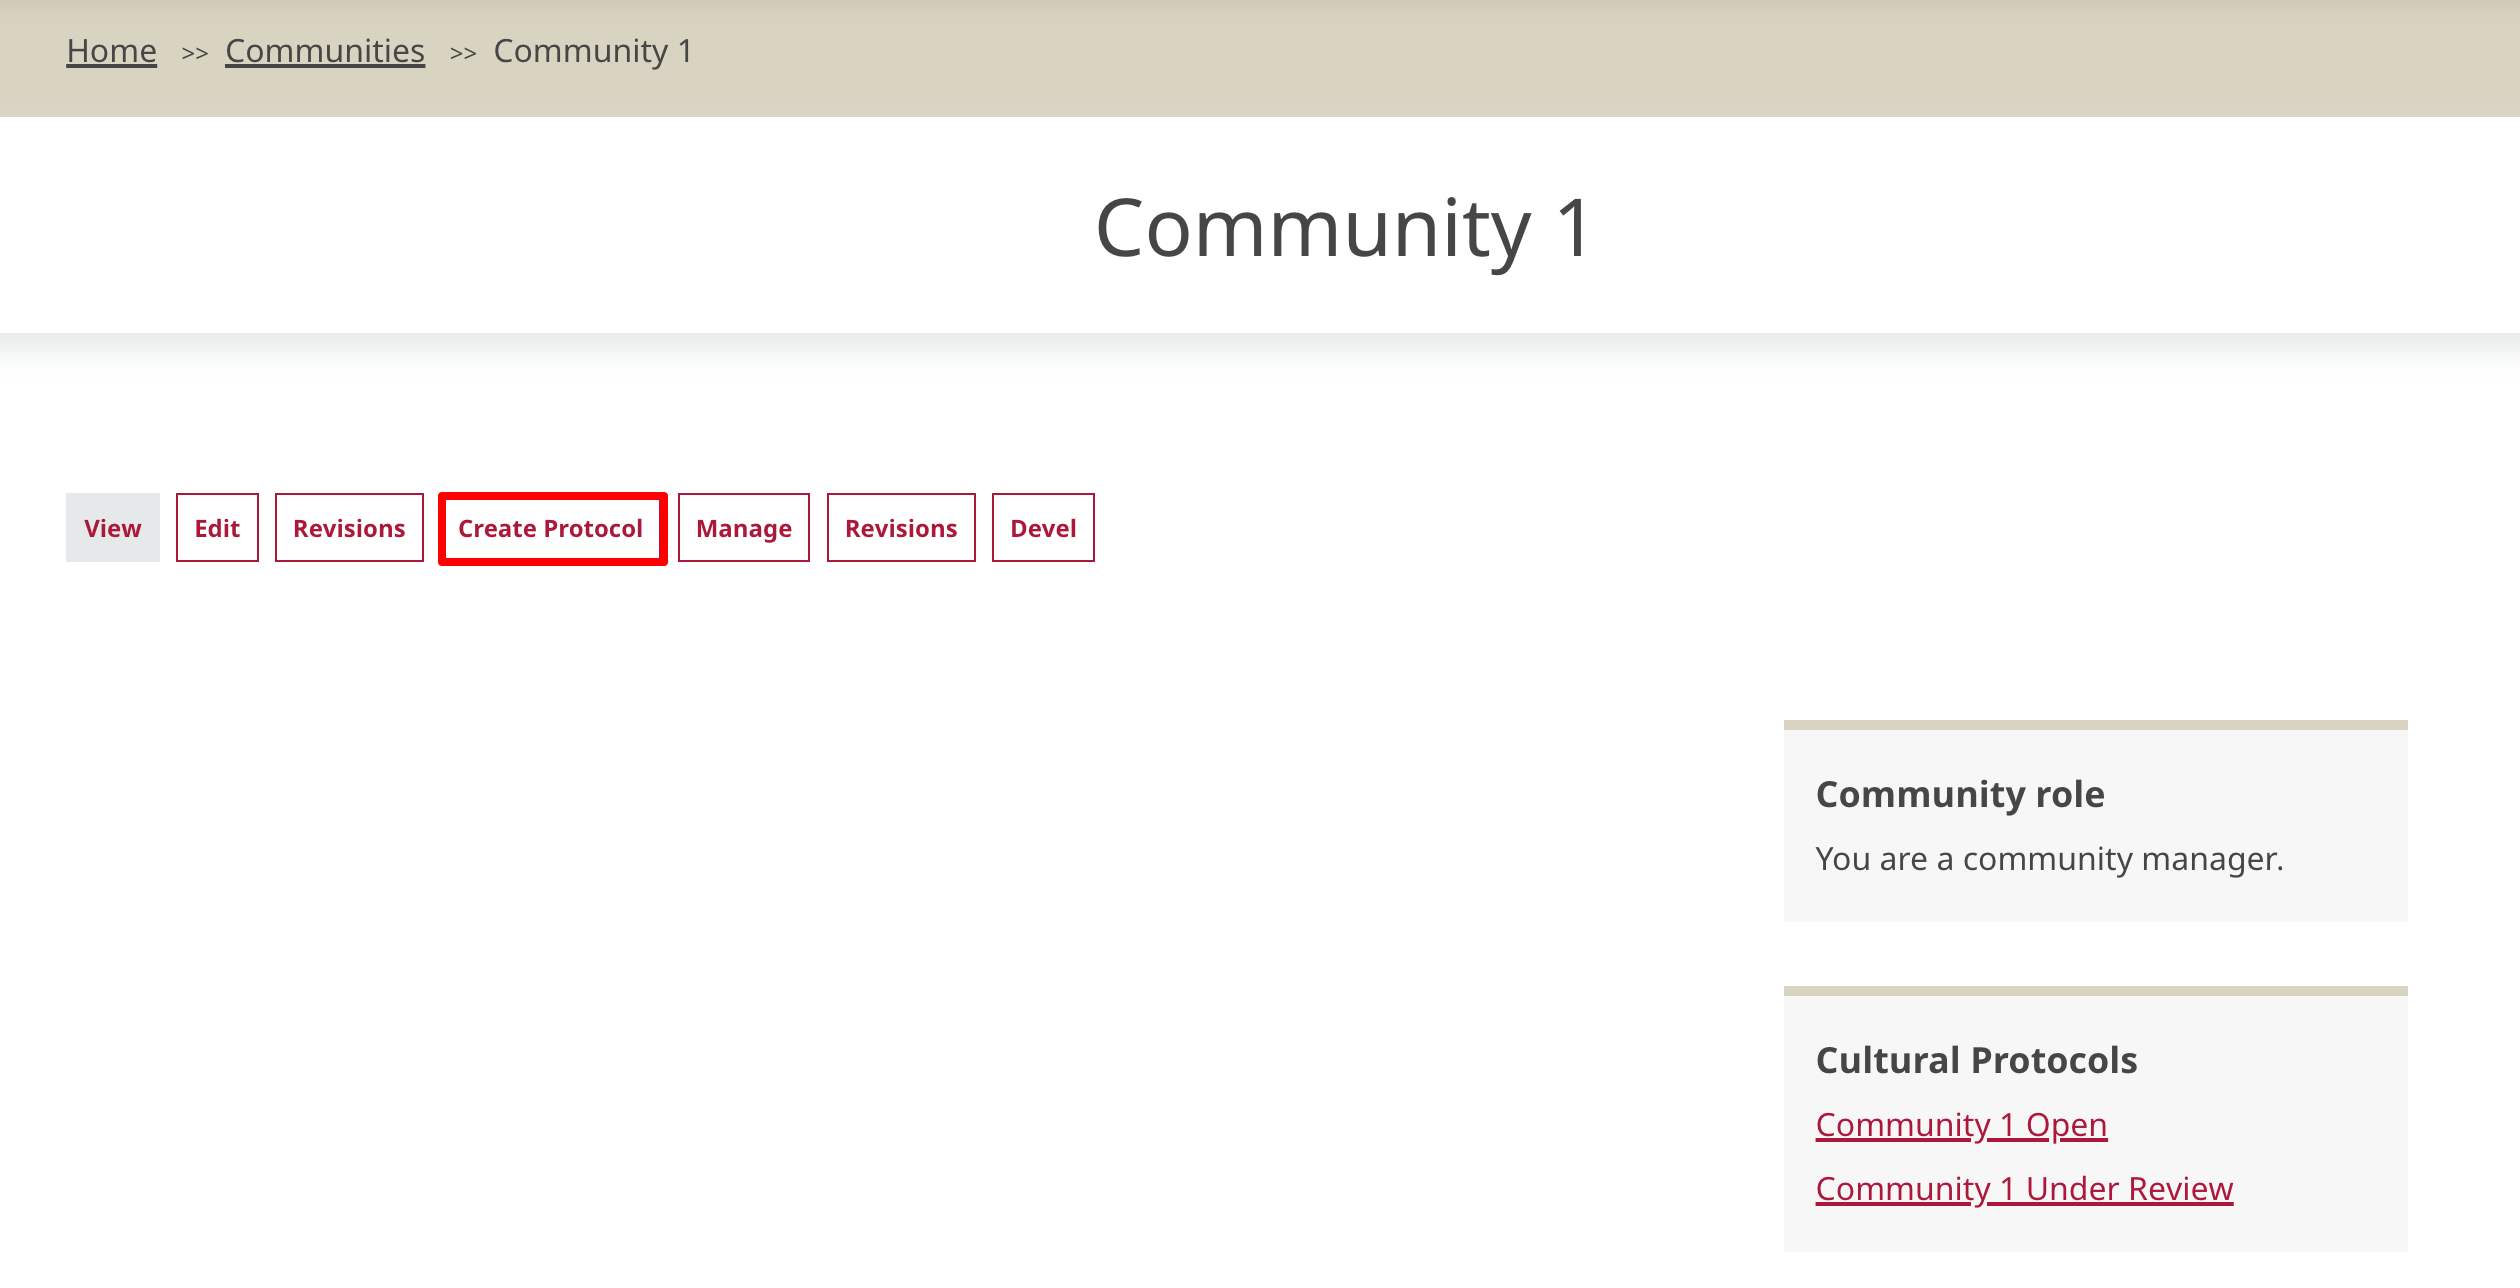 Home >> Communities >> Community 1
Community 1
View Edit Revisions Create Protocol Manage Revisions Devel
Community role
You are a community manager.
Cultural Protocols
Community 1 Open
Community 1 Under Review